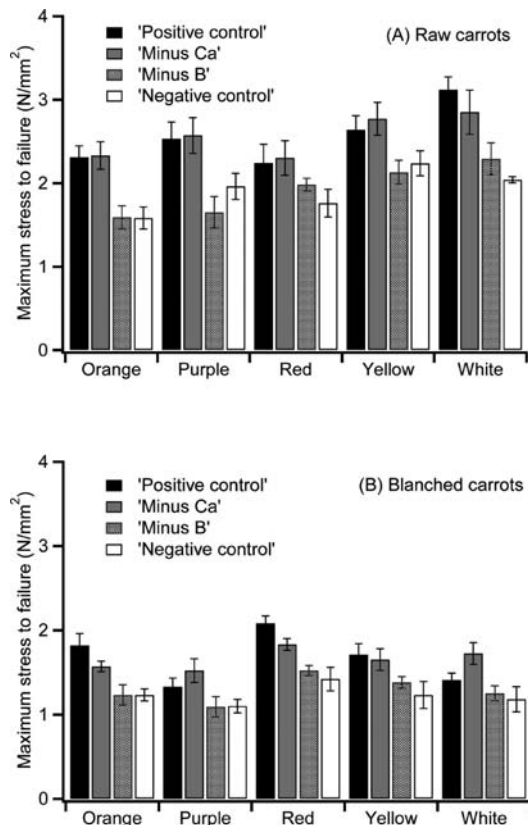 4
'Positive control'
(A) Raw carrots
'Minus Ca'
'Minus B'
3
'Negative control'
2
1
0
Maximum stress to failure (N/mm²)
Orange Purple Red Yellow White
4
'Positive control'
(B) Blanched carrots
'Minus Ca'
'Minus B'
3
'Negative control'
2
1
0
Maximum stress to failure (N/mm²)
Orange Purple Red Yellow White